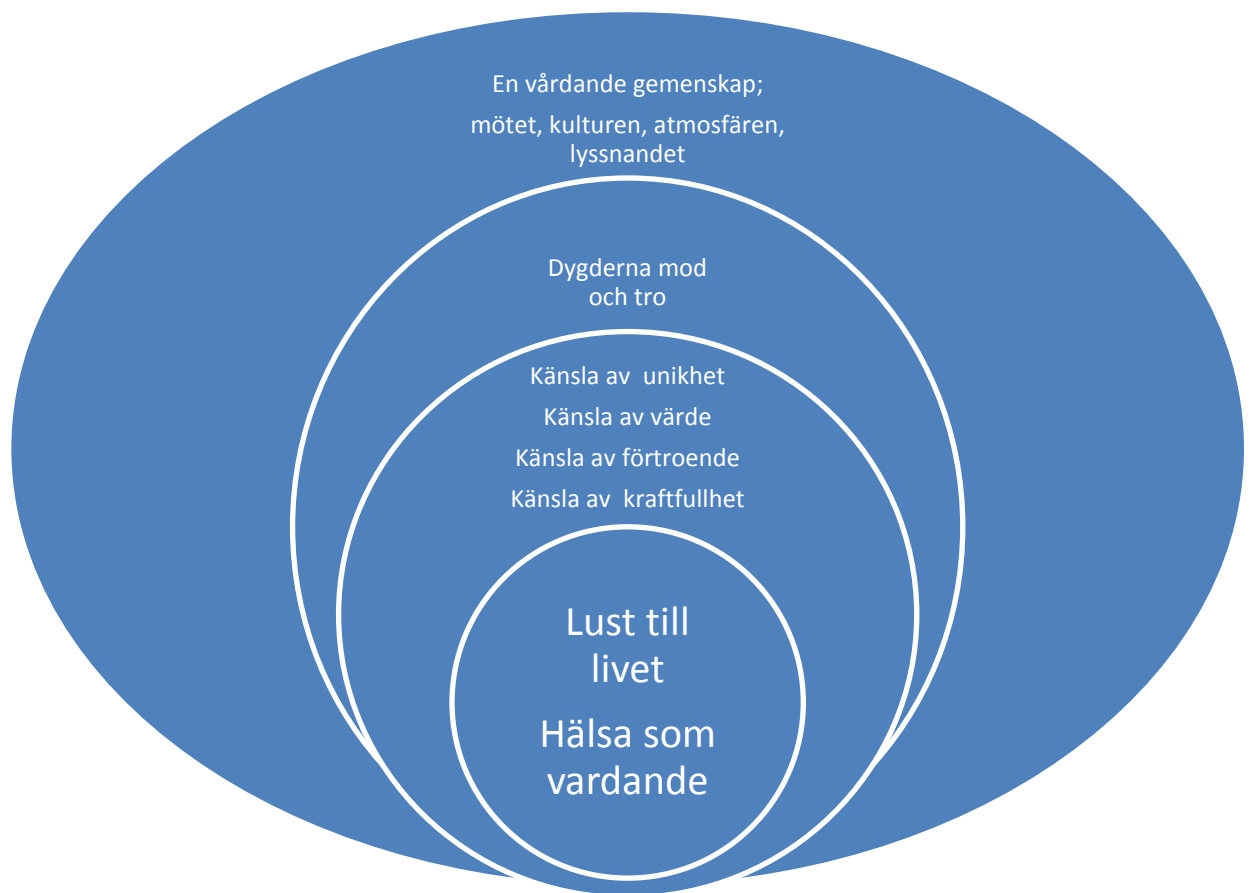 En vårdande gemenskap;
mötet, kulturen, atmosfären,
lyssnandet
Dygderna mod
och tro
Känsla av  unikhet
Känsla av värde
Känsla av förtroende
Känsla av  kraftfullhet
Lust till
livet
Hälsa som
vardande